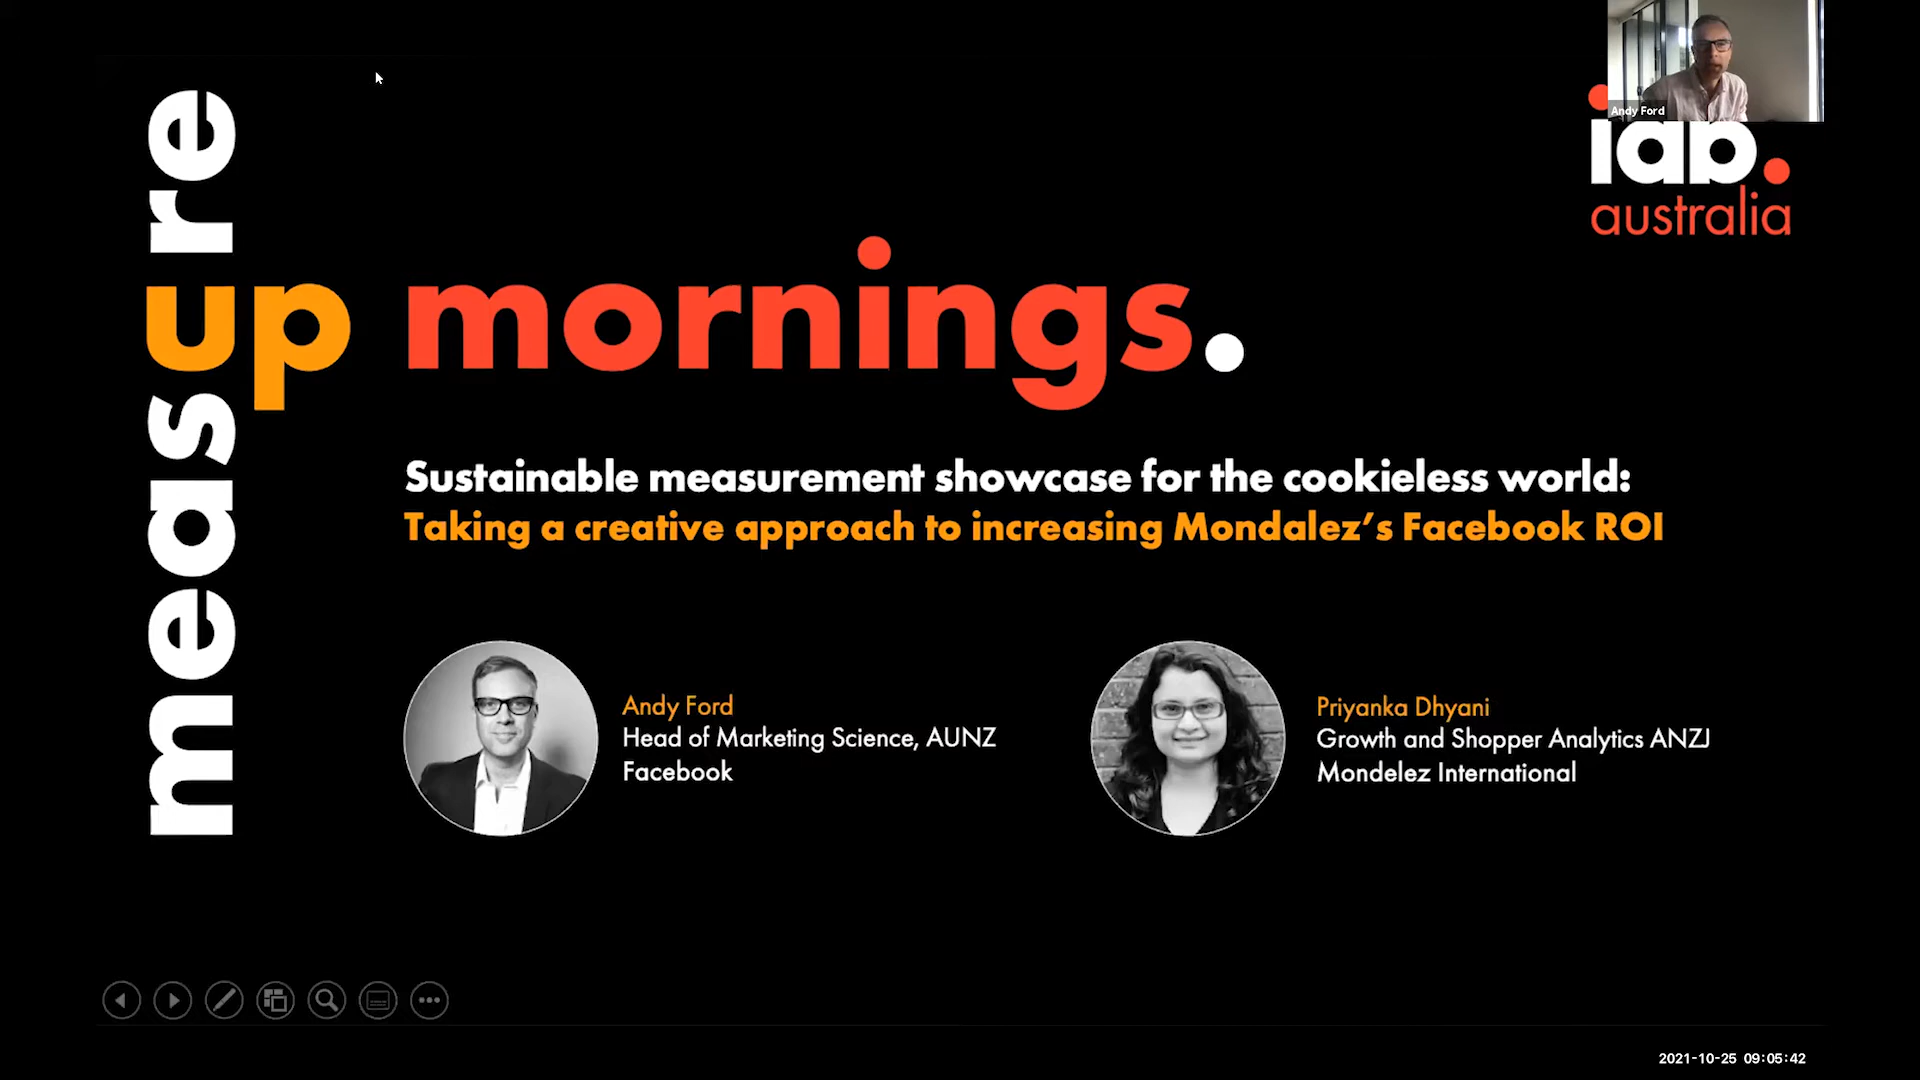 Andy Ford
iab.
australia
measure
up mornings.
Sustainable measurement showcase for the cookieless world:
Taking a creative approach to increasing Mondalez's Facebook ROI
Andy Ford
Head of Marketing Science, AUNZ
Facebook
Priyanka Dhyani
Growth and Shopper Analytics ANZJ
Mondelez International
2021-10-25 09:05:42